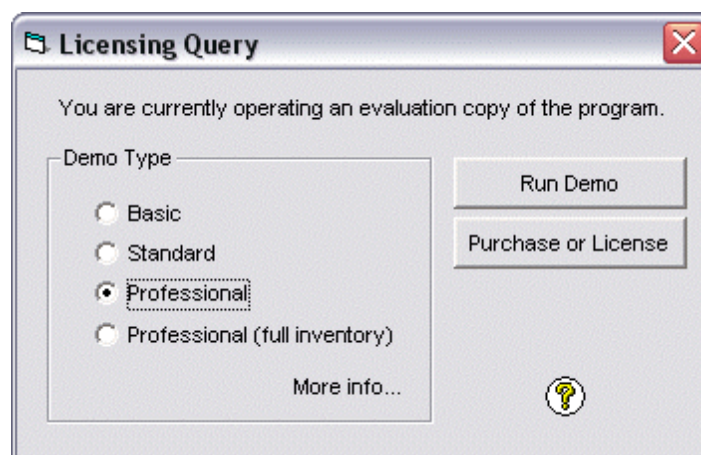 Licensing Query
You are currently operating an evaluation copy of the program.
Demo Type
Basic
Standard
Professional
Professional (full inventory)
More info...
Run Demo
Purchase or License
?